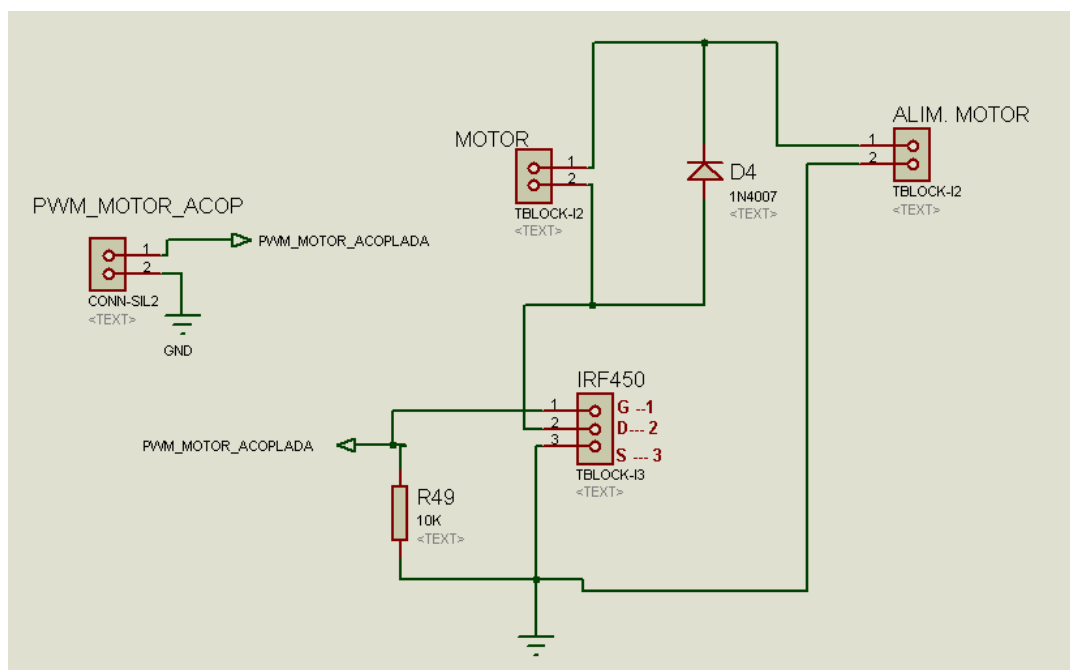 ALIM. MOTOR
1
2
TBLOCK-I2
<TEXT>
MOTOR
1
2
TBLOCK-I2
<TEXT>
D4
1N4007
<TEXT>
PWM_MOTOR_ACOP
1
2
CONN-SIL2
<TEXT>
PWM_MOTOR_ACOPLADA
GND
IRF450
1
2
3
G --1
D--- 2
S --- 3
TBLOCK-I3
<TEXT>
PWM_MOTOR_ACOPLADA
R49
10K
<TEXT>